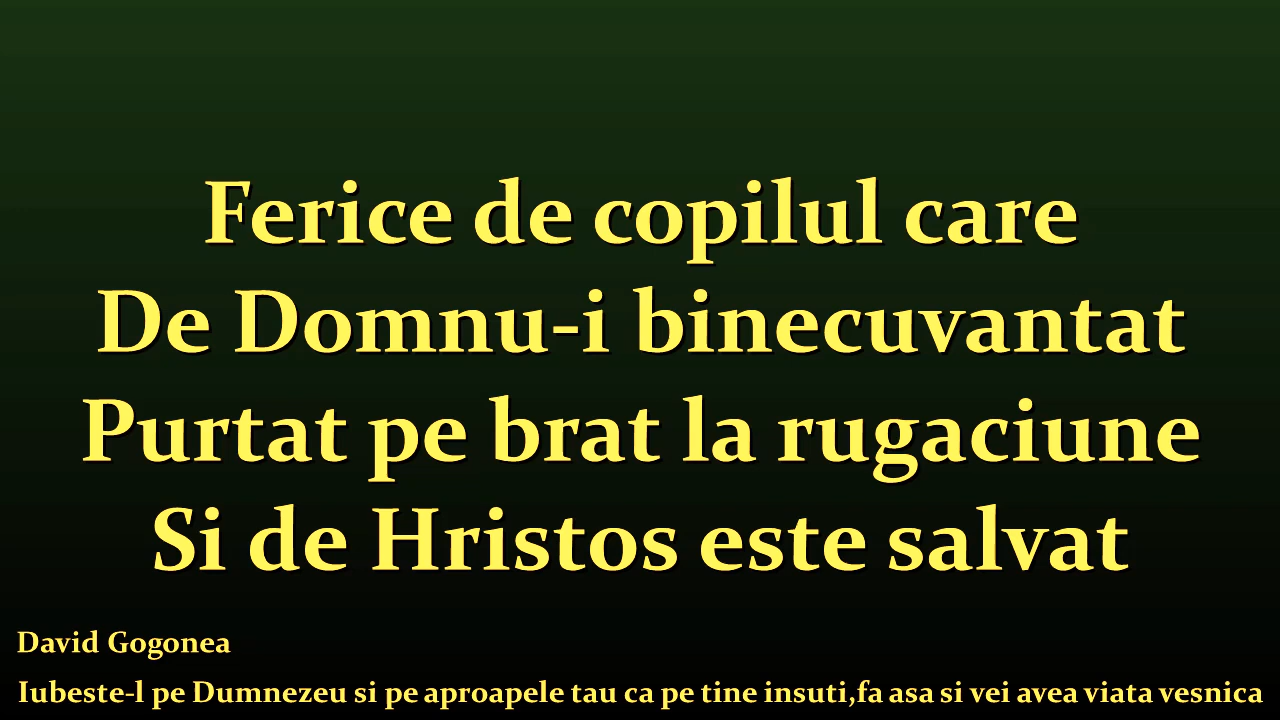 Ferice de copilul care
De Domnu-i binecuvantat
Purtat pe brat la rugaciune
Si de Hristos este salvat
David Gogonea
Iubeste-l pe Dumnezeu si pe aproapele tau ca pe tine insuti,fa asa si vei avea viata vesnica